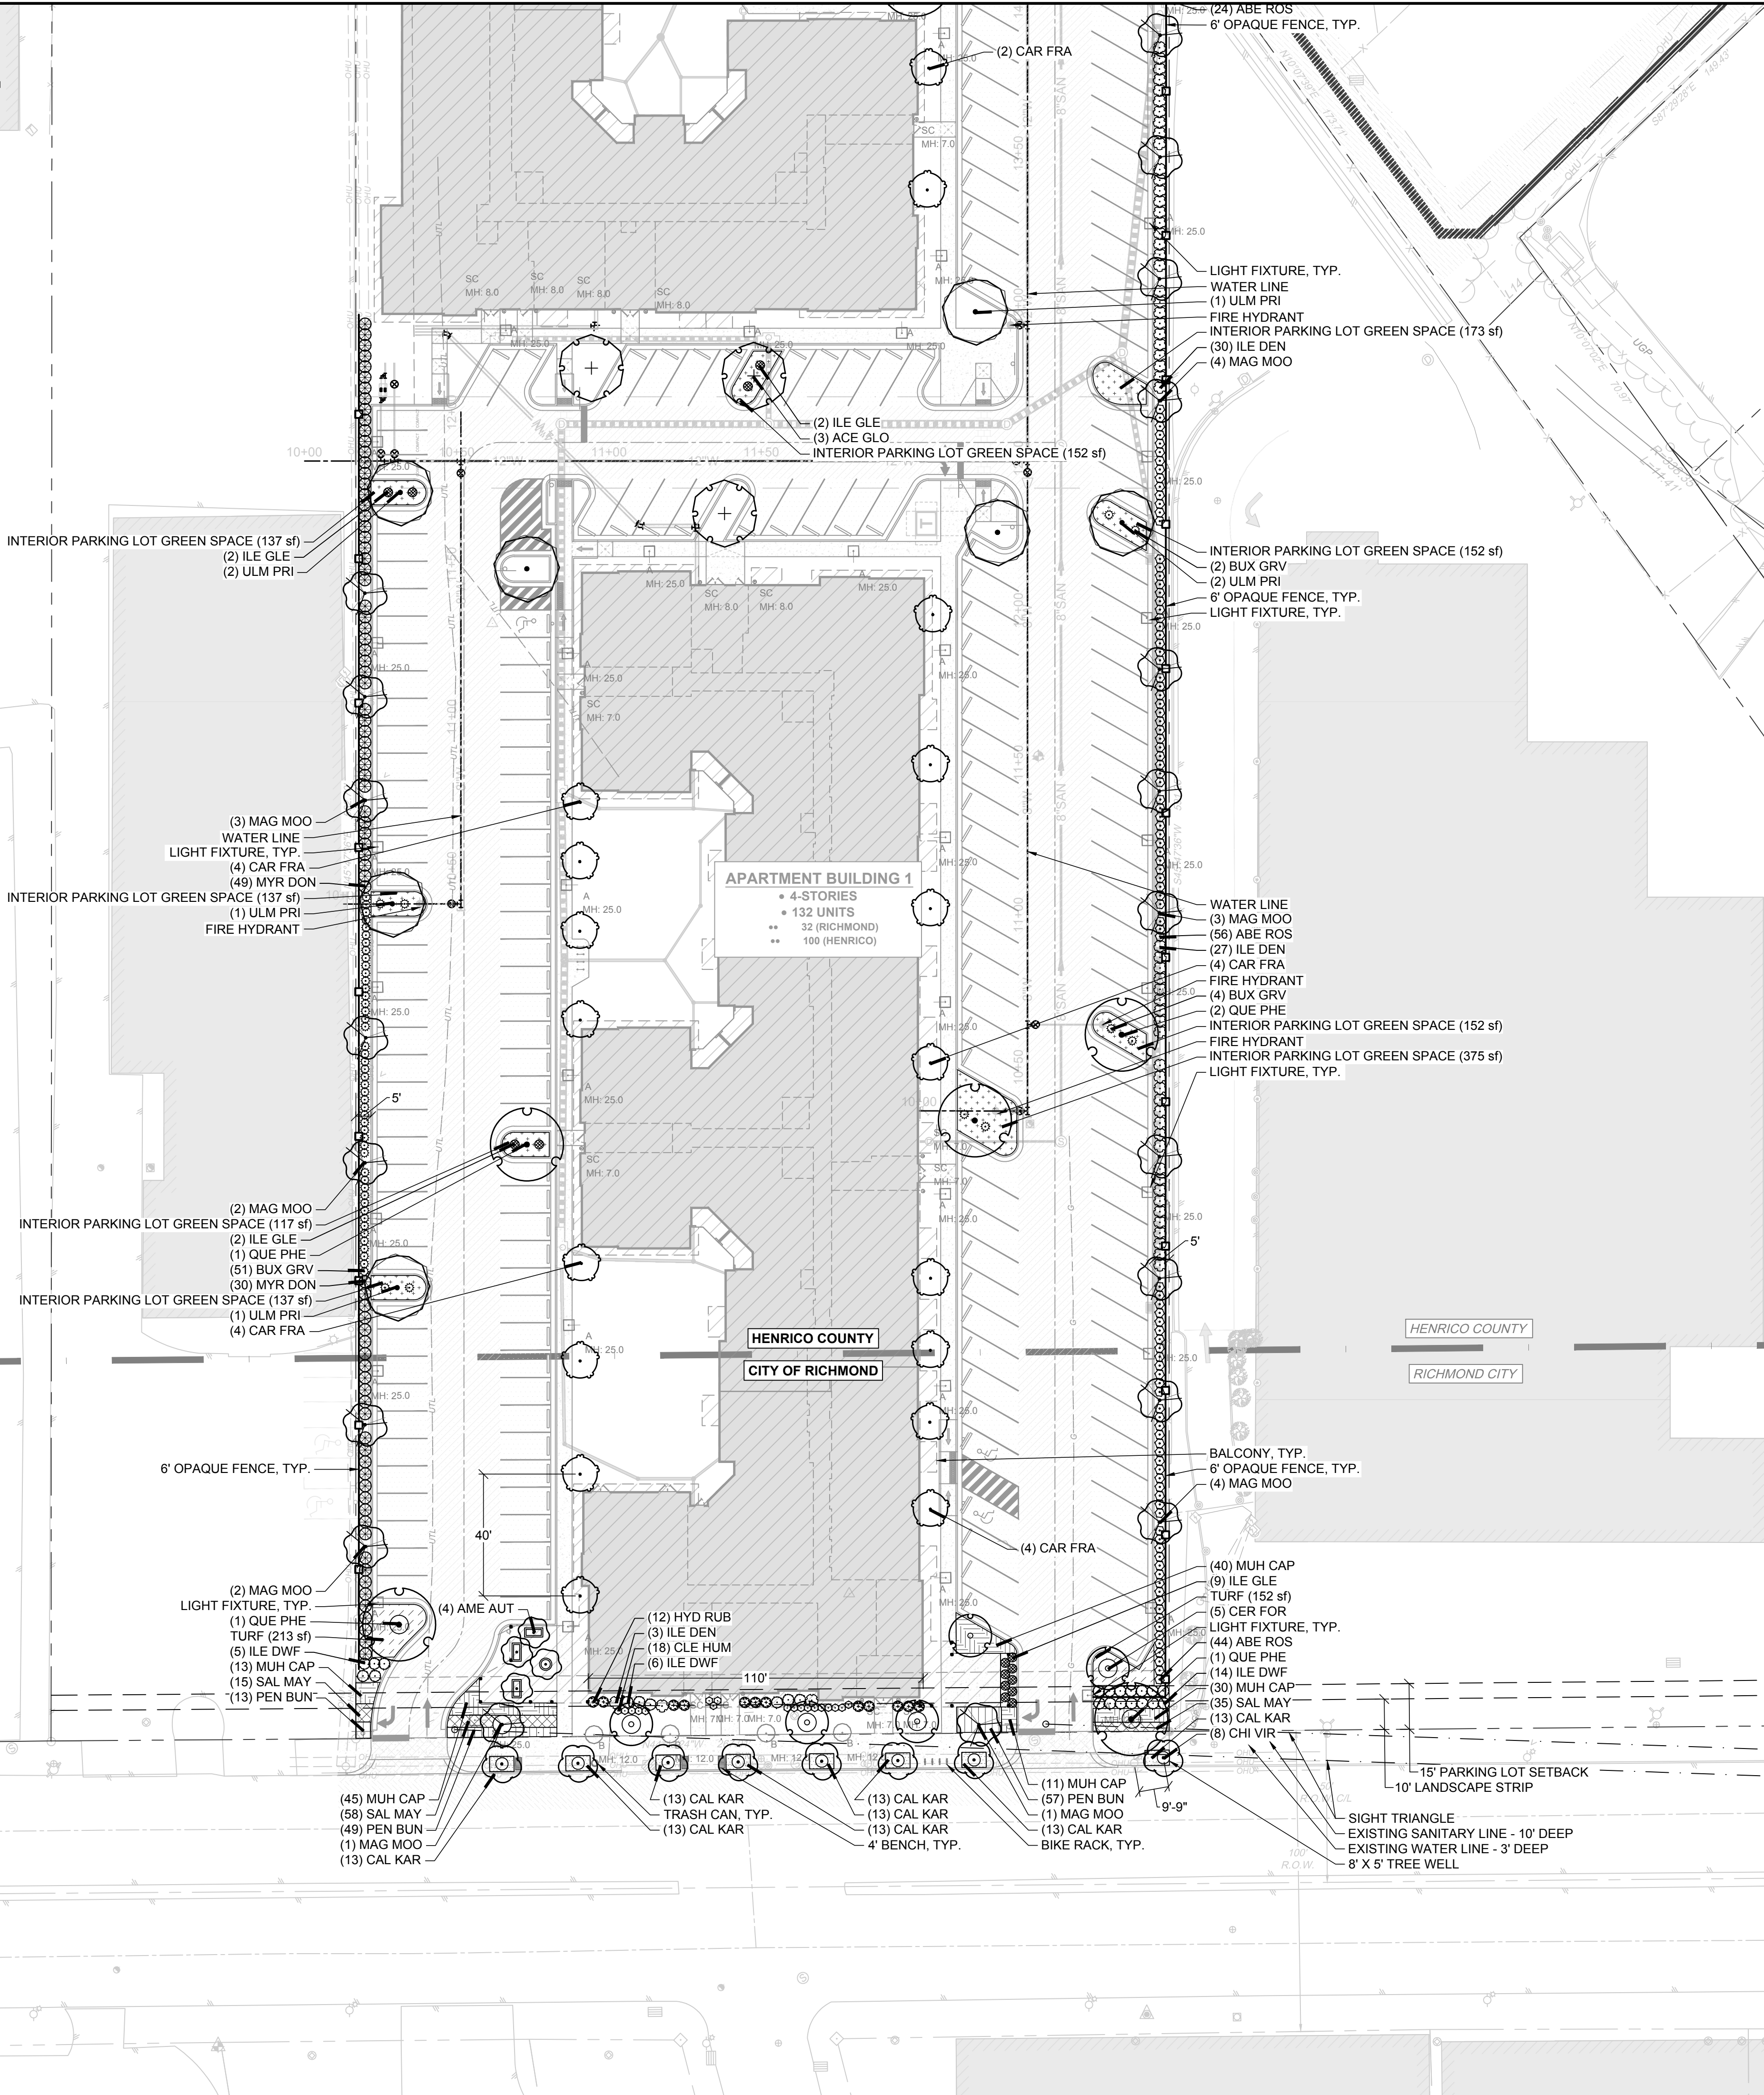 (24) ABE ROS
6' OPAQUE FENCE, TYP.
(2) CAR FRA
LIGHT FIXTURE, TYP.
WATER LINE
(1) ULM PRI
FIRE HYDRANT
INTERIOR PARKING LOT GREEN SPACE (173 sf)
(30) ILE DEN
(4) MAG MOO
(2) ILE GLE
(3) ACE GLO
INTERIOR PARKING LOT GREEN SPACE (152 sf)
INTERIOR PARKING LOT GREEN SPACE (137 sf)
(2) ILE GLE
(2) ULM PRI
INTERIOR PARKING LOT GREEN SPACE (152 sf)
(2) BUX GRV
(2) ULM PRI
6' OPAQUE FENCE, TYP.
LIGHT FIXTURE, TYP.
(3) MAG MOO
WATER LINE
LIGHT FIXTURE, TYP.
(4) CAR FRA
(49) MYR DON
INTERIOR PARKING LOT GREEN SPACE (137 sf)
(1) ULM PRI
FIRE HYDRANT
APARTMENT BUILDING 1
• 4-STORIES
• 132 UNITS
•• 32 (RICHMOND)
•• 100 (HENRICO)
WATER LINE
(3) MAG MOO
(56) ABE ROS
(27) ILE DEN
(4) CAR FRA
FIRE HYDRANT
(4) BUX GRV
(2) QUE PHE
INTERIOR PARKING LOT GREEN SPACE (152 sf)
FIRE HYDRANT
INTERIOR PARKING LOT GREEN SPACE (375 sf)
LIGHT FIXTURE, TYP.
5'
(2) MAG MOO
INTERIOR PARKING LOT GREEN SPACE (117 sf)
(2) ILE GLE
(1) QUE PHE
(51) BUX GRV
(30) MYR DON
INTERIOR PARKING LOT GREEN SPACE (137 sf)
(1) ULM PRI
(4) CAR FRA
5'
HENRICO COUNTY
CITY OF RICHMOND
HENRICO COUNTY
RICHMOND CITY
6' OPAQUE FENCE, TYP.
40'
BALCONY, TYP.
6' OPAQUE FENCE, TYP.
(4) MAG MOO
(4) CAR FRA
(2) MAG MOO
LIGHT FIXTURE, TYP.
(1) QUE PHE
TURF (213 sf)
(5) ILE DWF
(13) MUH CAP
(15) SAL MAY
(13) PEN BUN
(4) AME AUT
(12) HYD RUB
(3) ILE DEN
(18) CLE HUM
(6) ILE DWF
110'
(40) MUH CAP
(9) ILE GLE
TURF (152 sf)
(5) CER FOR
LIGHT FIXTURE, TYP.
(44) ABE ROS
(1) QUE PHE
(14) ILE DWF
(30) MUH CAP
(35) SAL MAY
(13) CAL KAR
(8) CHI VIR
15' PARKING LOT SETBACK
10' LANDSCAPE STRIP
9'-9"
SIGHT TRIANGLE
EXISTING SANITARY LINE - 10' DEEP
EXISTING WATER LINE - 3' DEEP
8' X 5' TREE WELL
(45) MUH CAP
(58) SAL MAY
(49) PEN BUN
(1) MAG MOO
(13) CAL KAR
(13) CAL KAR
TRASH CAN, TYP.
(13) CAL KAR
(13) CAL KAR
(13) CAL KAR
(13) CAL KAR
4' BENCH, TYP.
(11) MUH CAP
(57) PEN BUN
(1) MAG MOO
(13) CAL KAR
BIKE RACK, TYP.
100'
R.O.W.